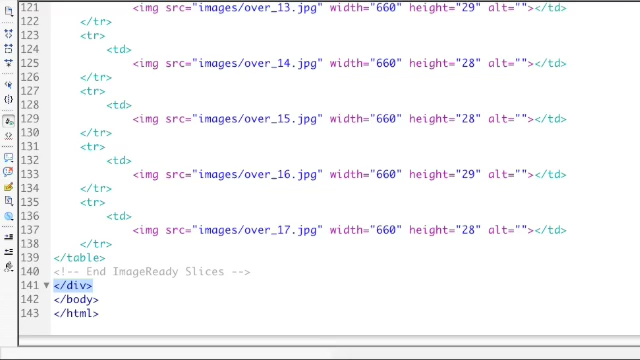 121 <img src="images/over_13.jpg" width="660" height="29" alt=""></td>
122 </tr>
123 <tr>
124 <td>
125 <img src="images/over_14.jpg" width="660" height="28" alt=""></td>
126 </tr>
127 <tr>
128 <td>
129 <img src="images/over_15.jpg" width="660" height="28" alt=""></td>
130 </tr>
131 <tr>
132 <td>
133 <img src="images/over_16.jpg" width="660" height="29" alt=""></td>
134 </tr>
135 <tr>
136 <td>
137 <img src="images/over_17.jpg" width="660" height="28" alt=""></td>
138 </tr>
139 </table>
140 <!-- End ImageReady Slices -->
141 </div>
142 </body>
143 </html>